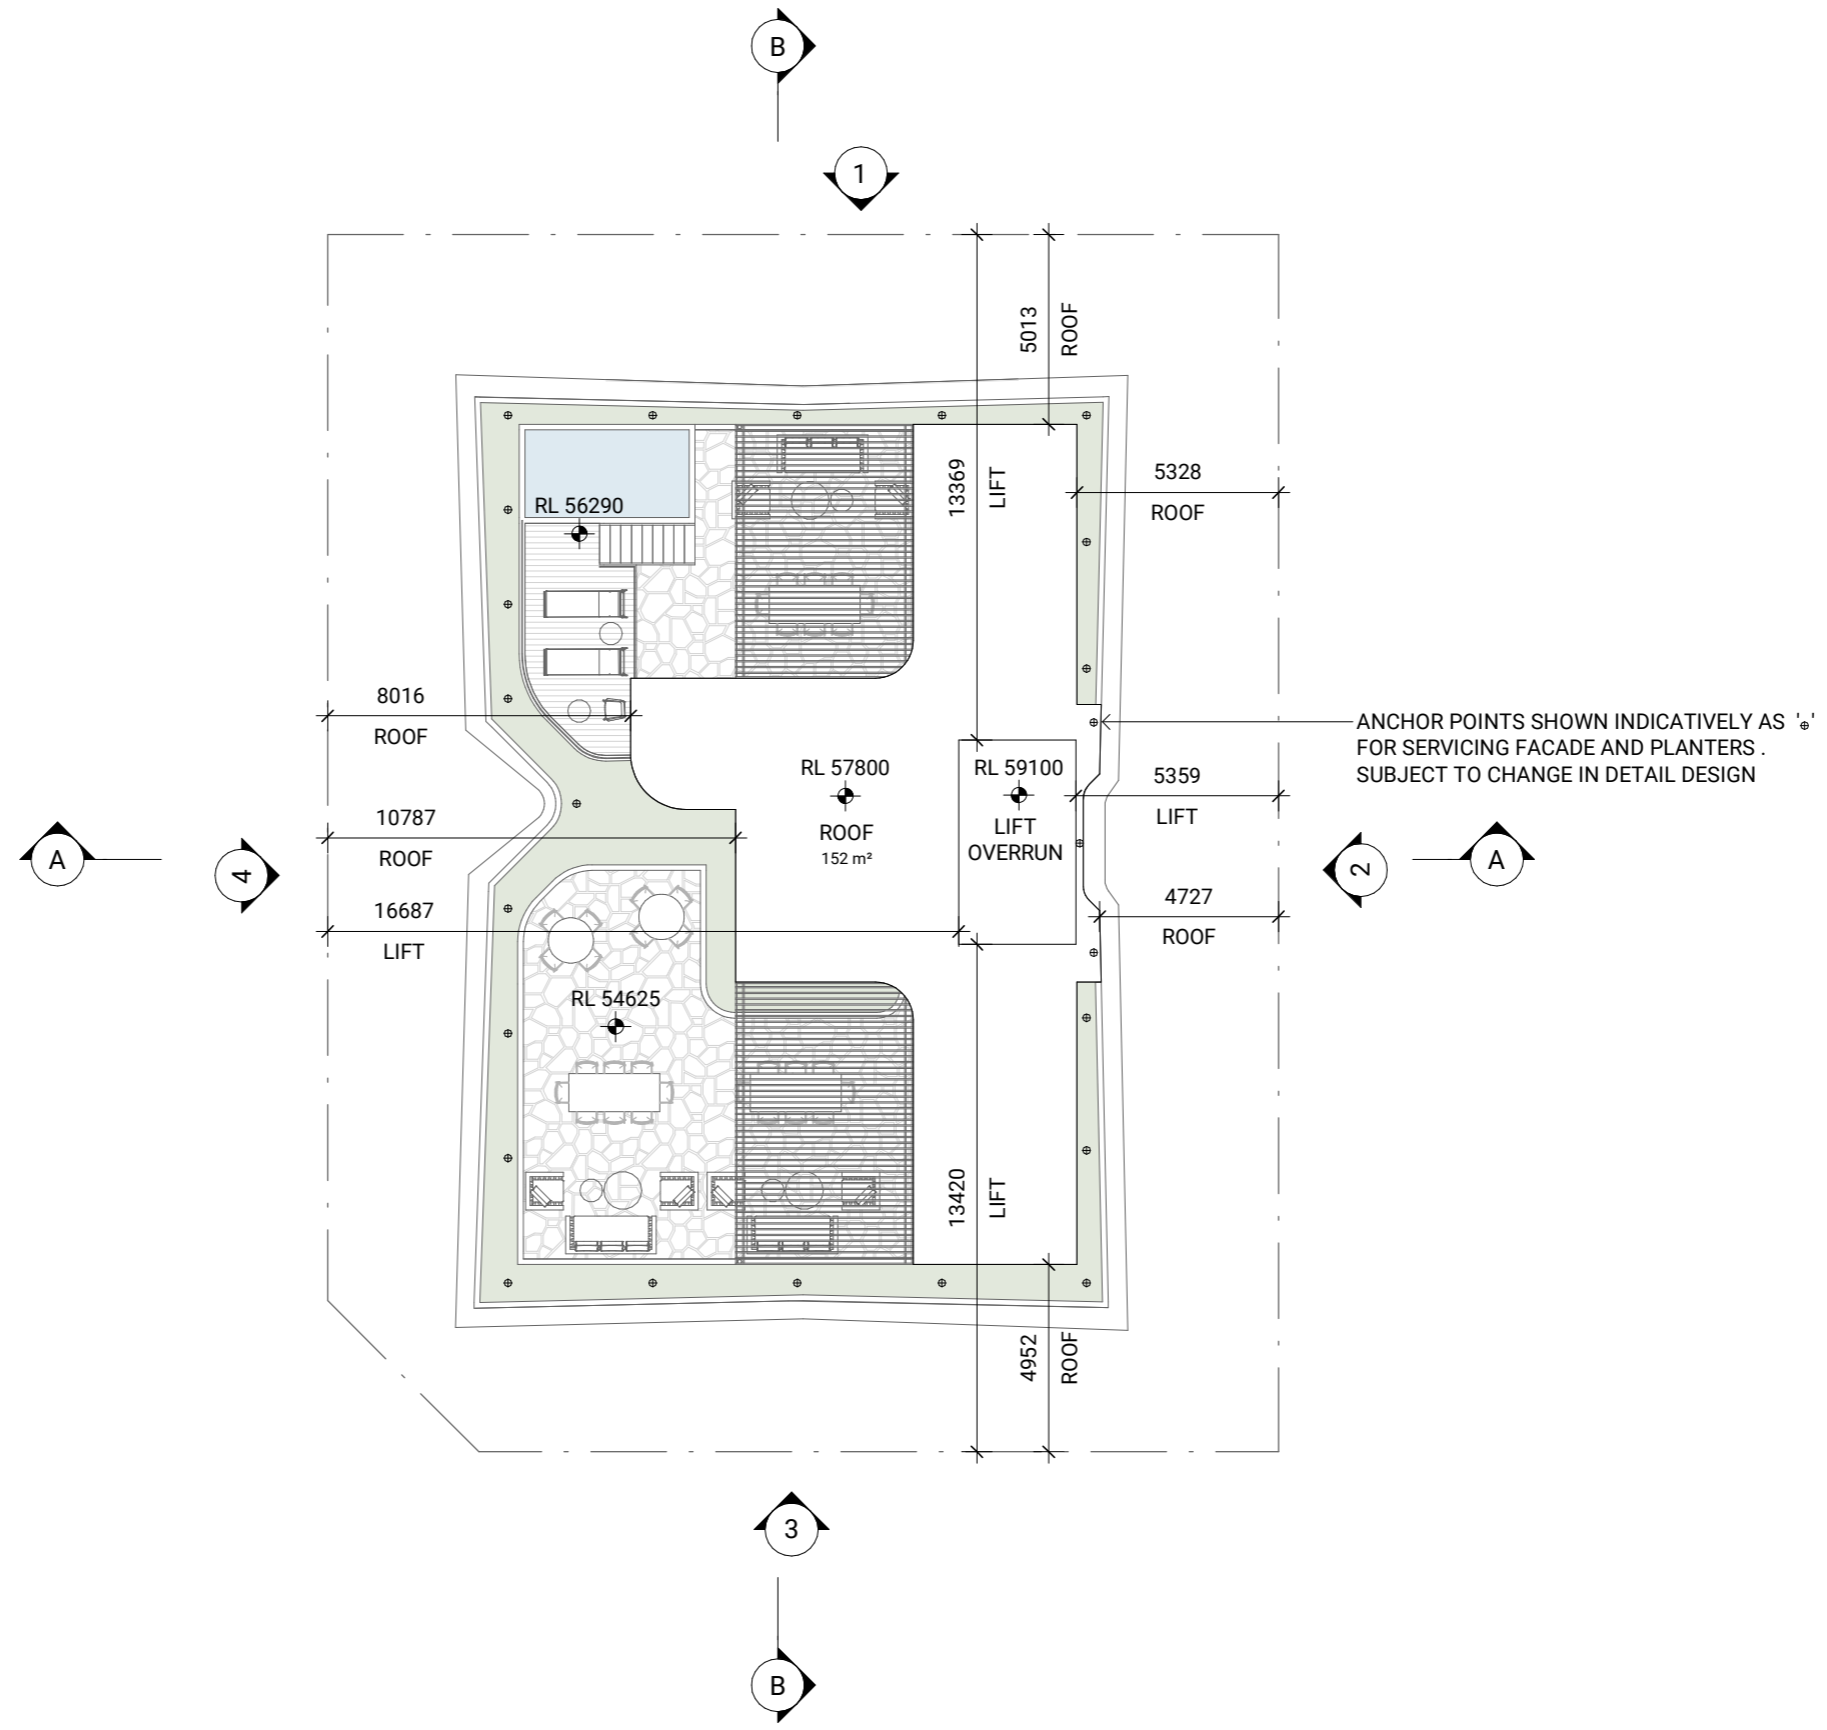 B
1
5013
ROOF
13369
LIFT
5328
ROOF
RL 56290
8016
ROOF
ANCHOR POINTS SHOWN INDICATIVELY AS '⌖'
FOR SERVICING FACADE AND PLANTERS .
SUBJECT TO CHANGE IN DETAIL DESIGN
RL 57800
ROOF
152 m²
RL 59100
LIFT
OVERRUN
5359
LIFT
10787
ROOF
A
4
2
A
16687
LIFT
4727
ROOF
RL 54625
13420
LIFT
4952
ROOF
3
B